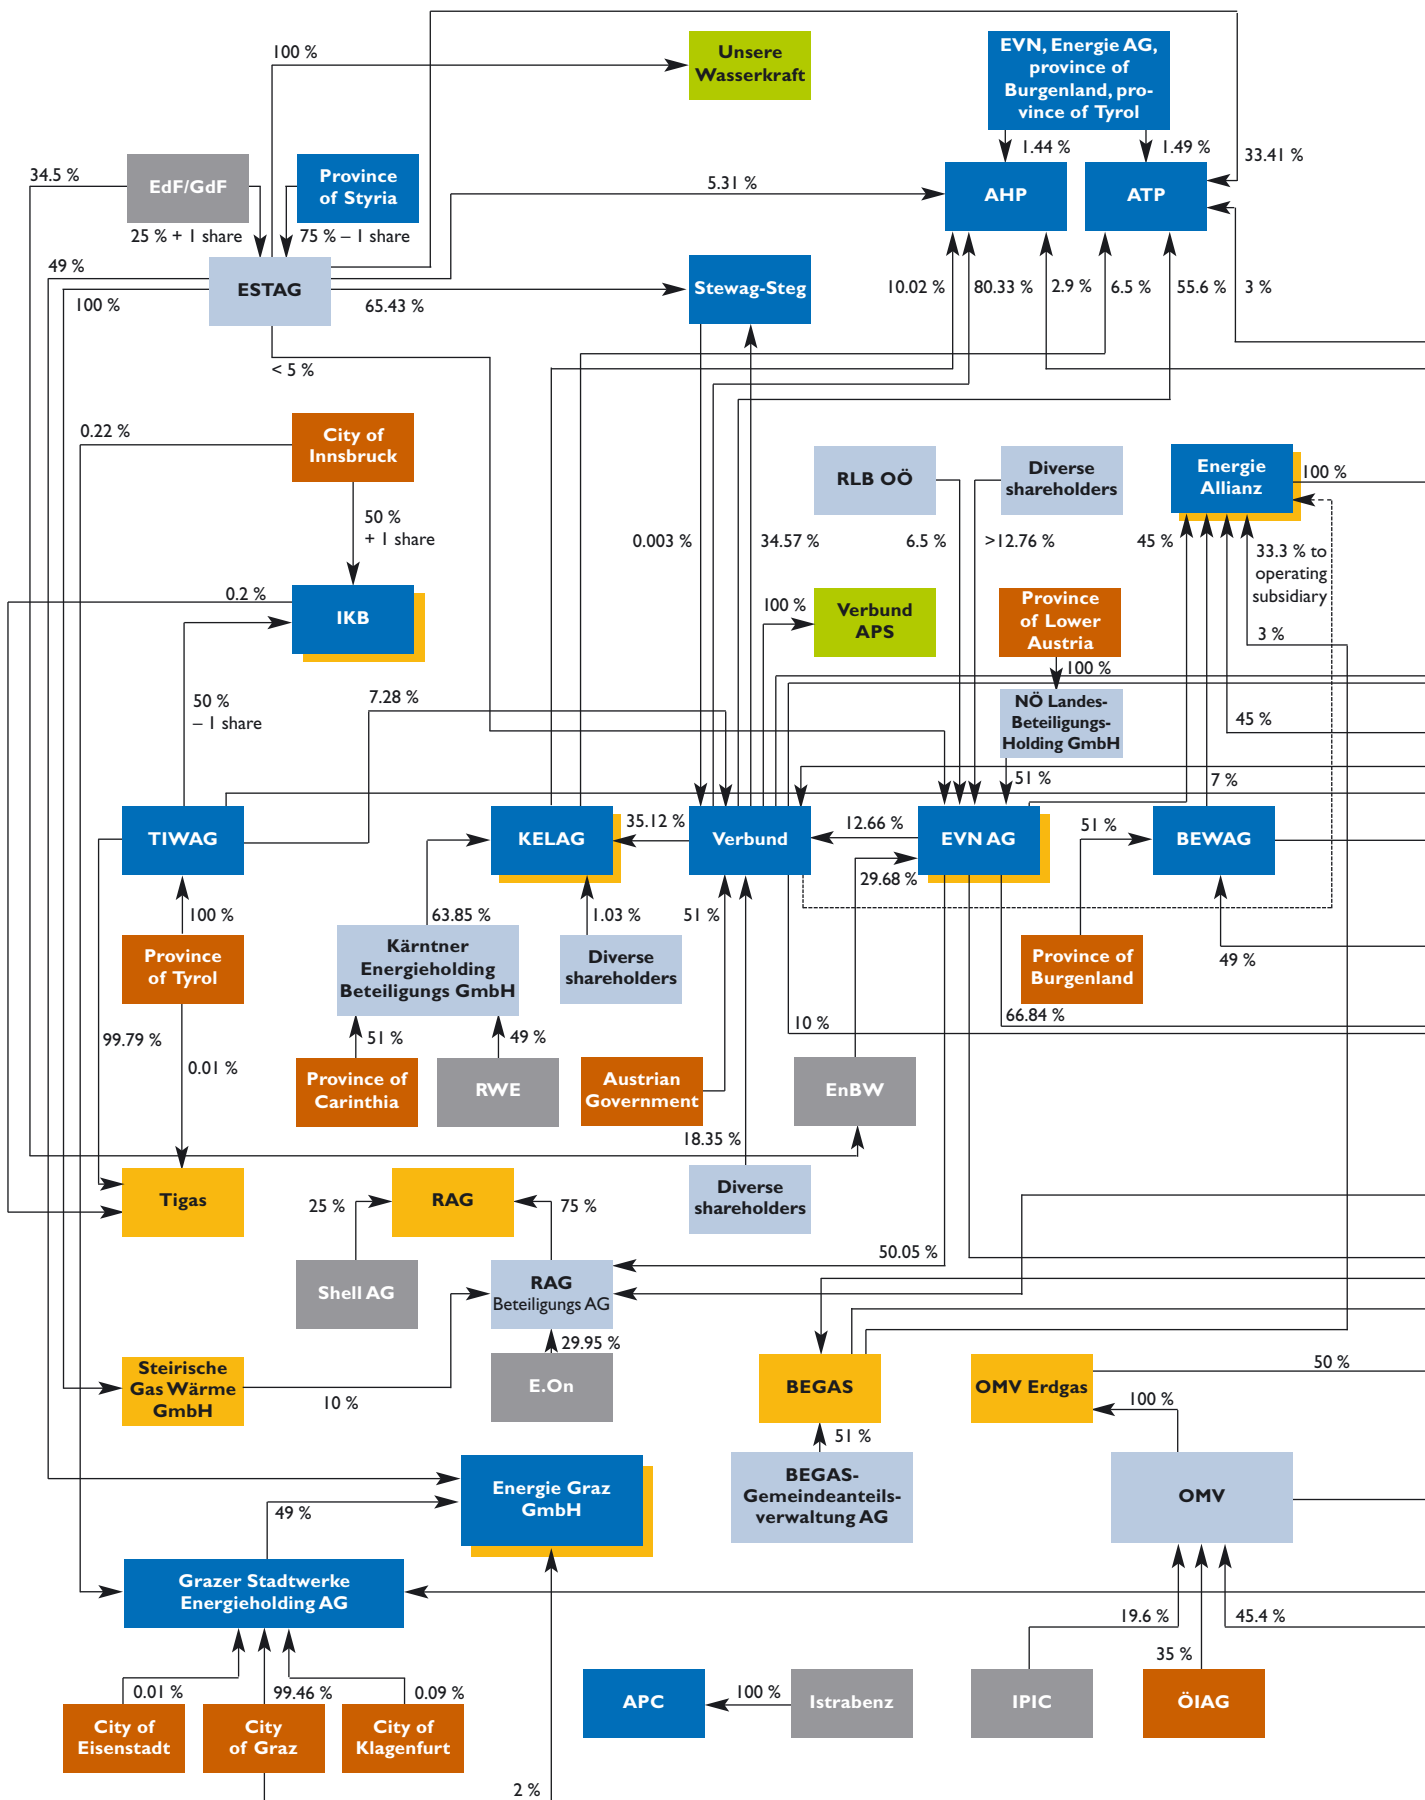 100 %
Unsere
Wasserkraft
EVN, Energie AG,
province of
Burgenland, pro-
vince of Tyrol
1.44 %
1.49 %
33.41 %
34.5 %
EdF/GdF
Province
of Styria
5.31 %
AHP
ATP
25 % + 1 share
75 % – 1 share
49 %
ESTAG
100 %
65.43 %
Stewag-Steg
10.02 %
80.33 %
2.9 %
6.5 %
55.6 %
3 %
< 5 %
0.22 %
City of
Innsbruck
RLB OÖ
Diverse
shareholders
Energie
Allianz
100 %
50 %
+ 1 share
0.003 %
34.57 %
6.5 %
>12.76 %
45 %
33.3 % to
operating
subsidiary
0.2 %
IKB
100 %
Verbund
APS
Province
of Lower
Austria
3 %
100 %
50 %
– 1 share
7.28 %
NÖ Landes-
Beteiligungs-
Holding GmbH
45 %
51 %
7 %
TIWAG
KELAG
35.12 %
Verbund
12.66 %
EVN AG
51 %
BEWAG
29.68 %
100 %
63.85 %
1.03 %
51 %
Province
of Tyrol
Kärntner
Energieholding
Beteiligungs GmbH
Diverse
shareholders
Province of
Burgenland
49 %
66.84 %
99.79 %
51 %
49 %
10 %
0.01 %
Province of
Carinthia
RWE
Austrian
Government
EnBW
18.35 %
Tigas
25 %
RAG
75 %
Diverse
shareholders
50.05 %
Shell AG
RAG
Beteiligungs AG
29.95 %
Steirische
Gas Wärme
GmbH
10 %
E.On
BEGAS
OMV Erdgas
50 %
100 %
51 %
Energie Graz
GmbH
BEGAS-
Gemeindeanteils-
verwaltung AG
OMV
49 %
Grazer Stadtwerke
Energieholding AG
19.6 %
45.4 %
35 %
0.01 %
99.46 %
0.09 %
City of
Eisenstadt
City
of Graz
City of
Klagenfurt
APC
100 %
Istrabenz
IPIC
ÖIAG
2 %